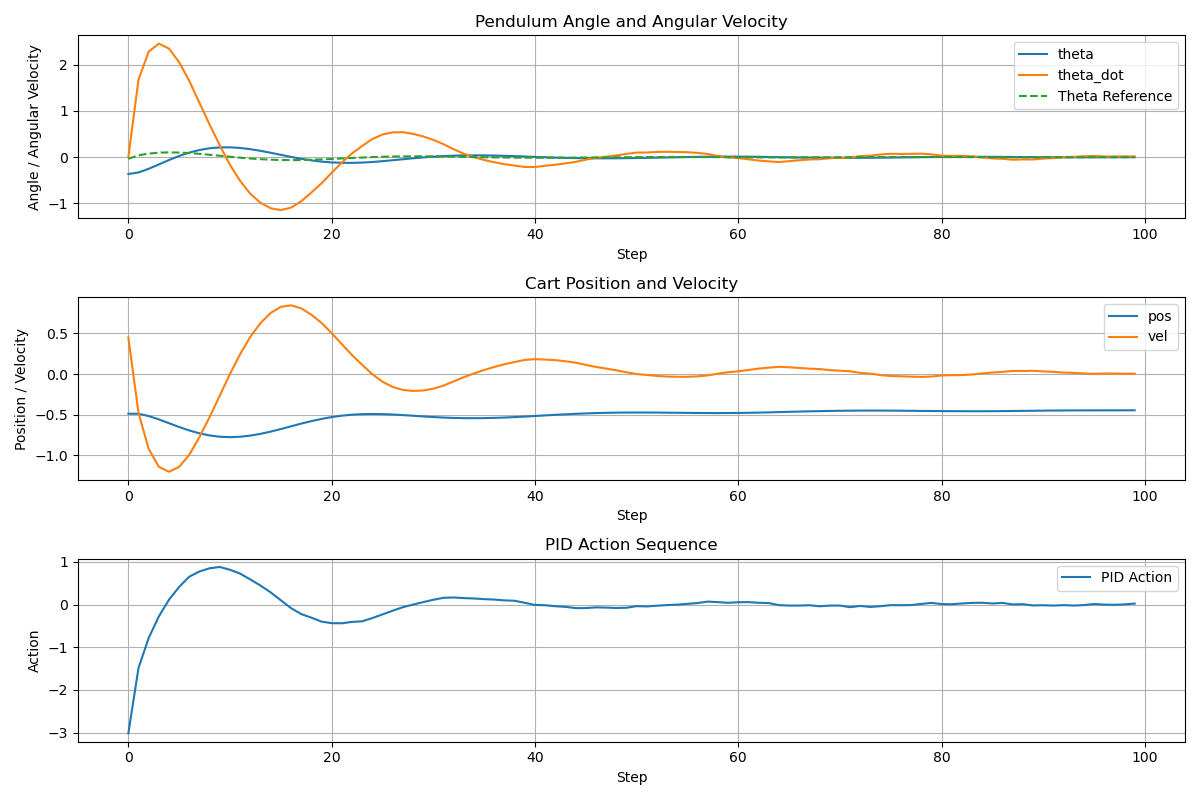 Pendulum Angle and Angular Velocity
Angle / Angular Velocity
2
1
0
−1
theta
theta_dot
Theta Reference
0 20 40 60 80 100
Step
Cart Position and Velocity
Position / Velocity
0.5
0.0
−0.5
−1.0
pos
vel
0 20 40 60 80 100
Step
PID Action Sequence
Action
1
0
−1
−2
−3
PID Action
0 20 40 60 80 100
Step